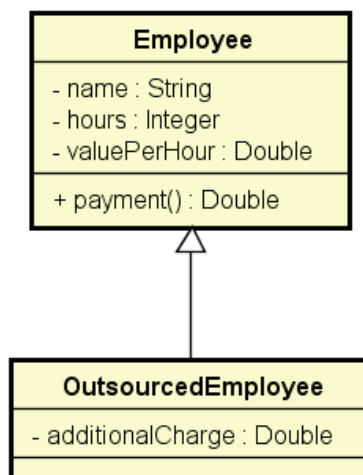 Employee
- name : String
- hours : Integer
- valuePerHour : Double
+ payment() : Double
OutsourcedEmployee
- additionalCharge : Double